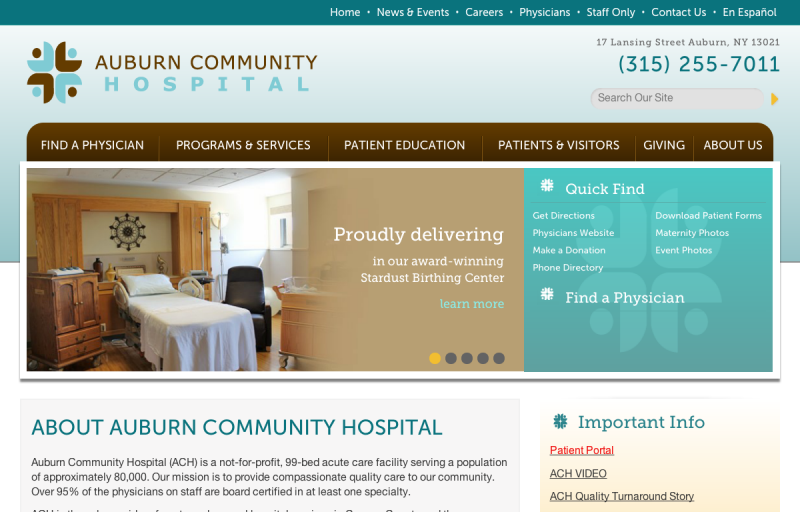 Home • News & Events • Careers • Physicians • Staff Only • Contact Us • En Español
17 Lansing Street Auburn, NY 13021
AUBURN COMMUNITY
HOSPITAL
(315) 255-7011
Search Our Site
FIND A PHYSICIAN
PROGRAMS & SERVICES
PATIENT EDUCATION
PATIENTS & VISITORS
GIVING
ABOUT US
Proudly delivering
in our award-winning
Stardust Birthing Center
learn more
Quick Find
Get Directions
Physicians Website
Make a Donation
Phone Directory
Download Patient Forms
Maternity Photos
Event Photos
Find a Physician
ABOUT AUBURN COMMUNITY HOSPITAL
Auburn Community Hospital (ACH) is a not-for-profit, 99-bed acute care facility serving a population
of approximately 80,000. Our mission is to provide compassionate quality care to our community.
Over 95% of the physicians on staff are board certified in at least one specialty.
Important Info
Patient Portal
ACH VIDEO
ACH Quality Turnaround Story